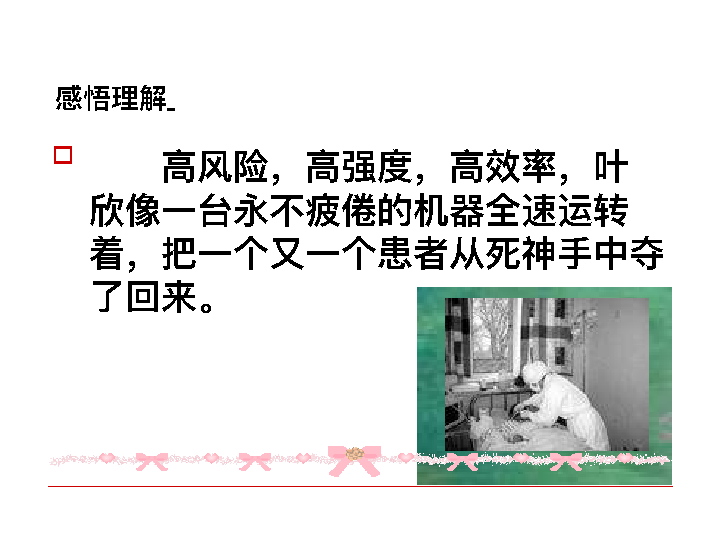 感悟理解
高风险，高强度，高效率，叶
欣像一台永不疲倦的机器全速运转
着，把一个又一个患者从死神手中夺
了回来。